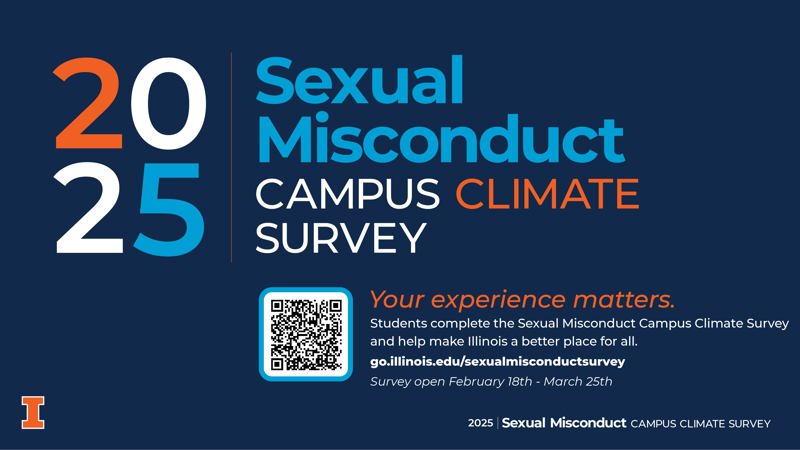 2025
Sexual
Misconduct
CAMPUS CLIMATE
SURVEY
Your experience matters.
Students complete the Sexual Misconduct Campus Climate Survey
and help make Illinois a better place for all.
go.illinois.edu/sexualmisconductsurvey
Survey open February 18th - March 25th
I
2025 | Sexual Misconduct CAMPUS CLIMATE SURVEY